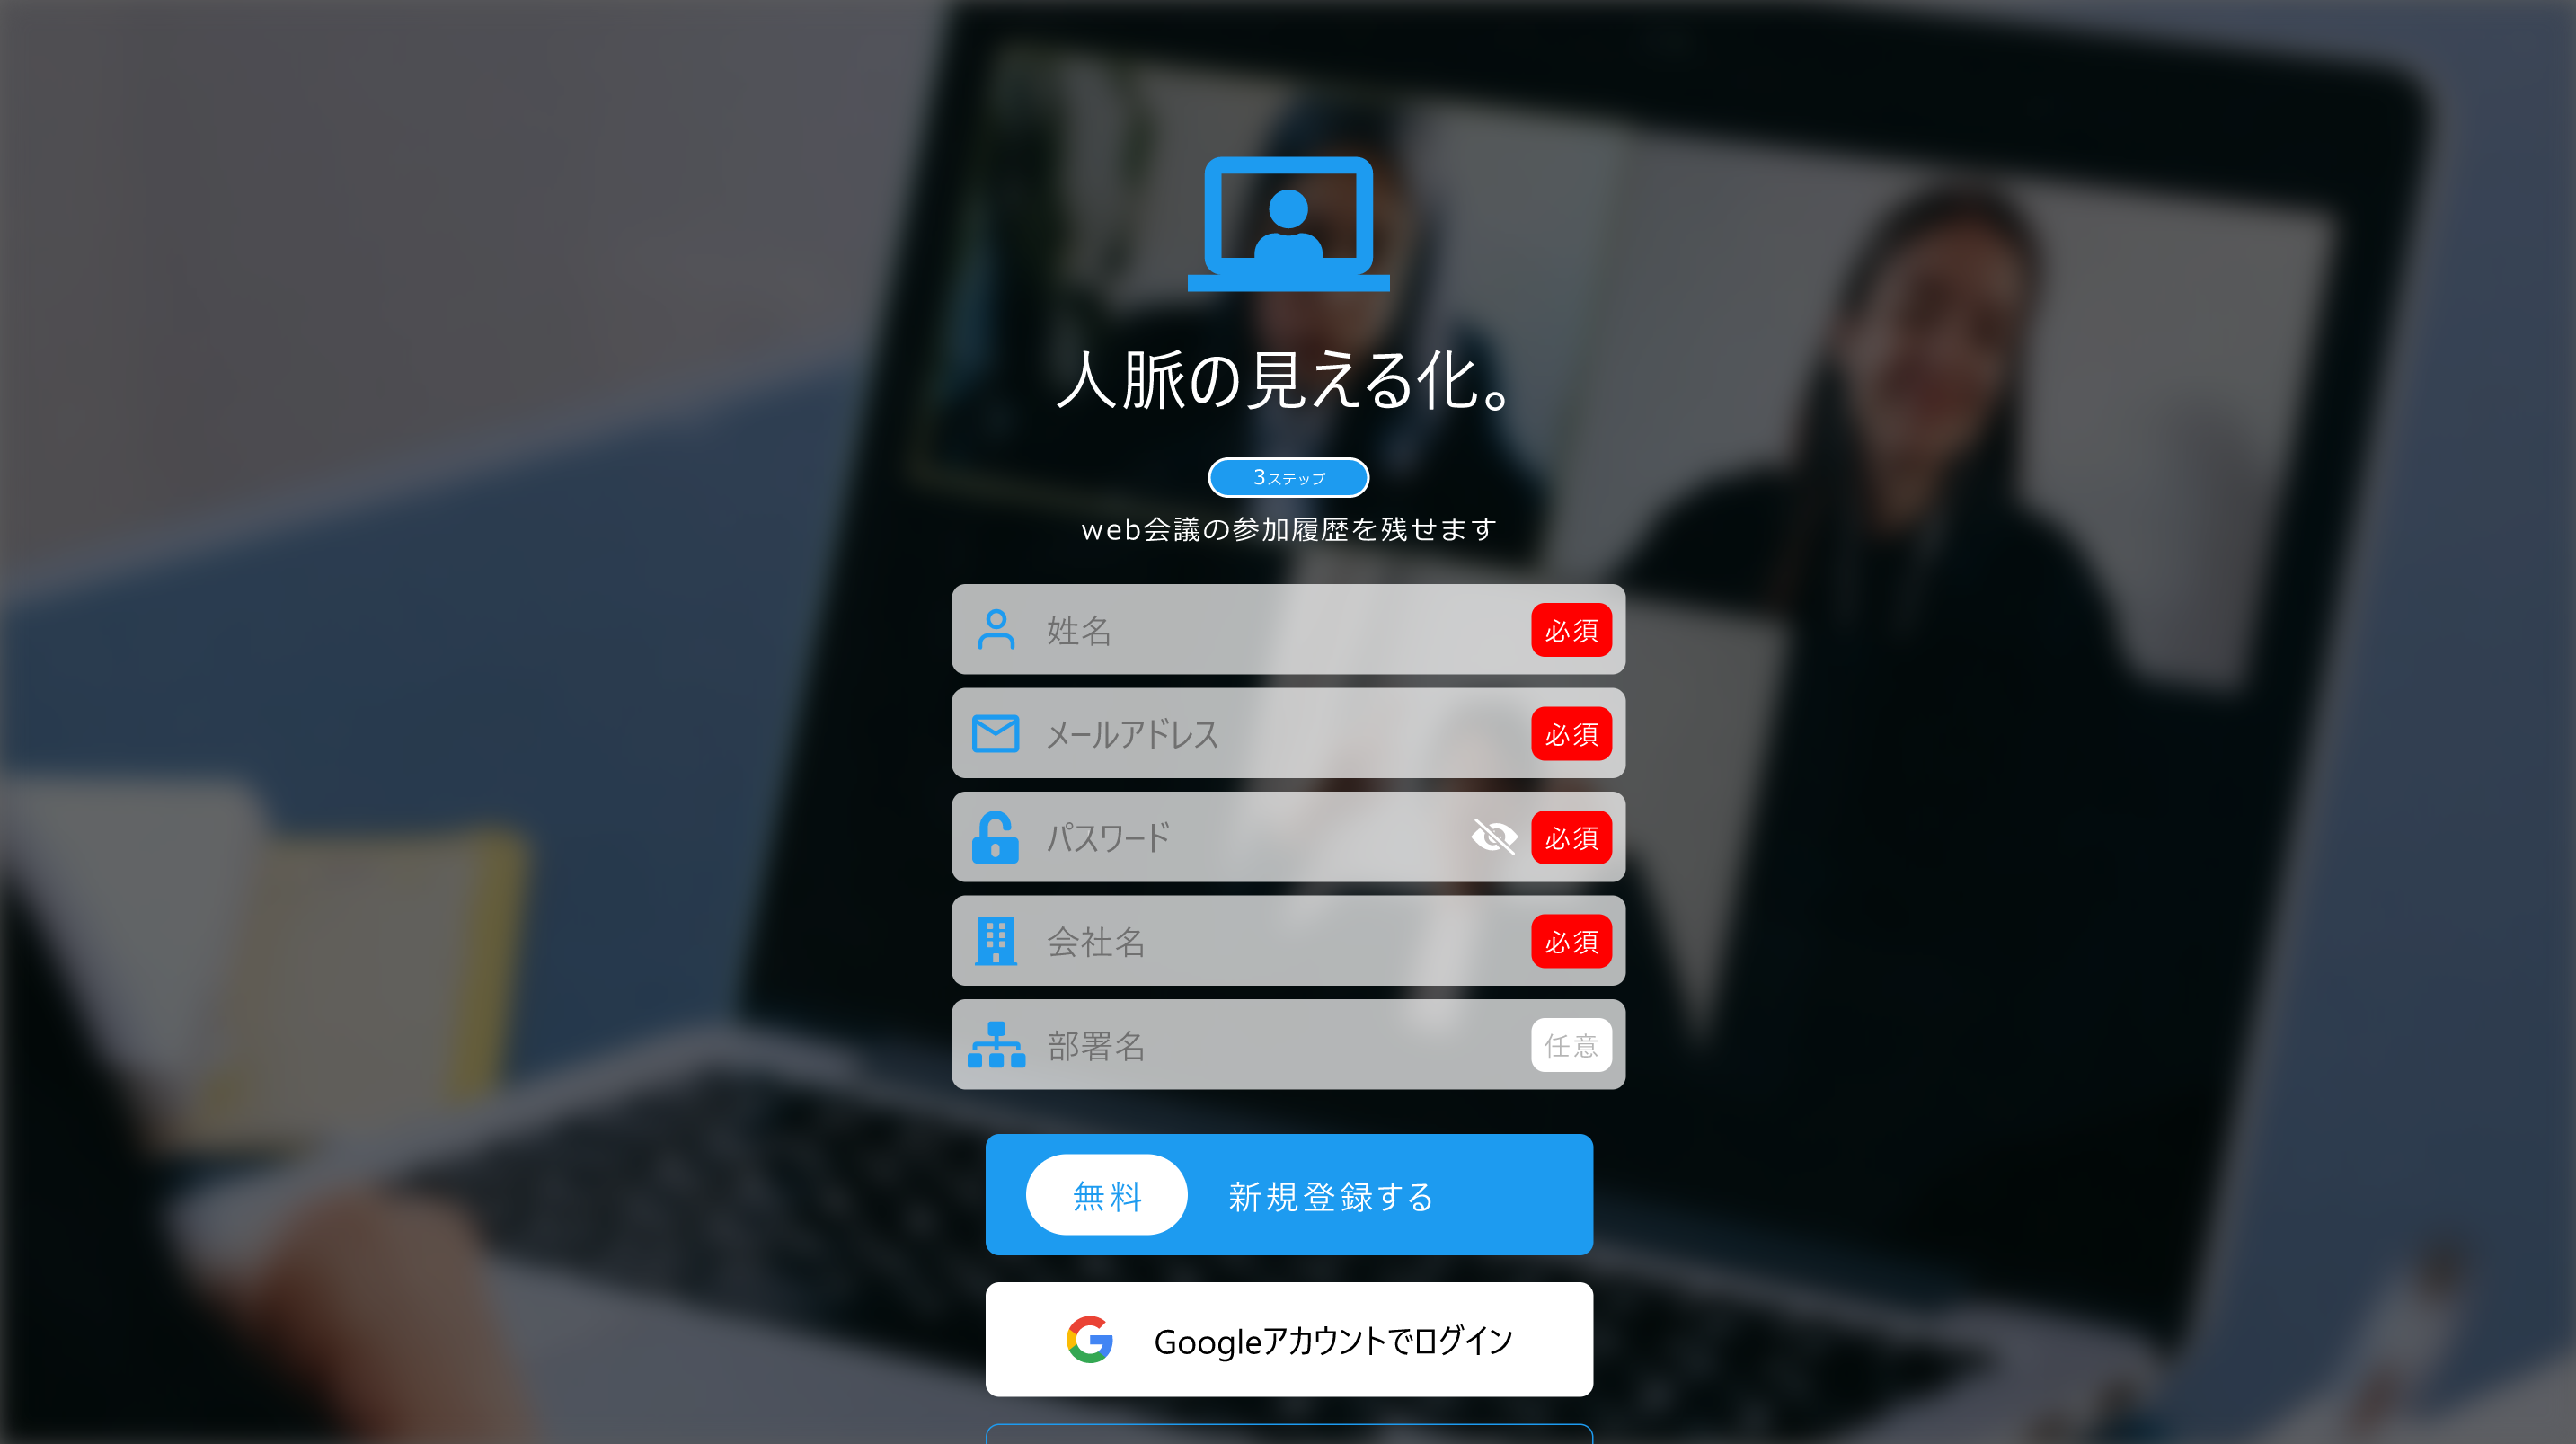 人脈の見える化。
3ステップ
web会議の参加履歴を残せます
姓名 必須
メールアドレス 必須
パスワード 必須
会社名 必須
部署名 任意
無料 新規登録する
Googleアカウントでログイン